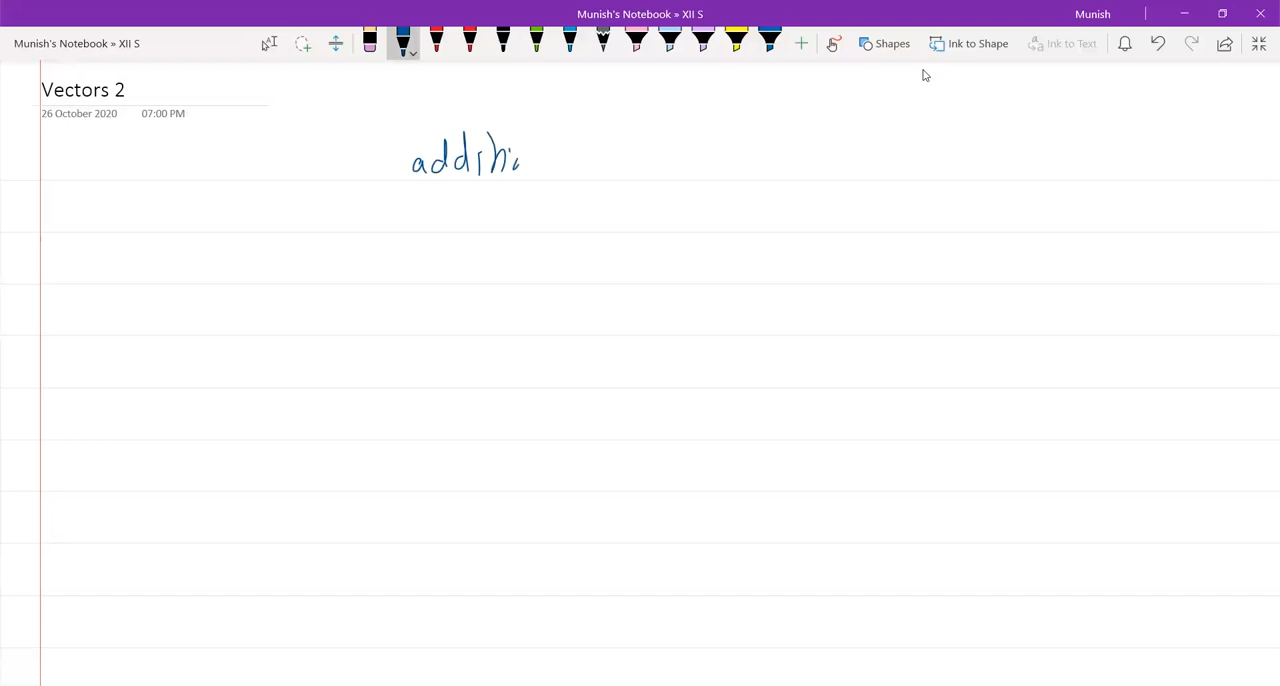 Munish's Notebook » XII S
Munish
Munish's Notebook » XII S
Shapes
Ink to Shape
Ink to Text
Vectors 2
26 October 2020 07:00 PM